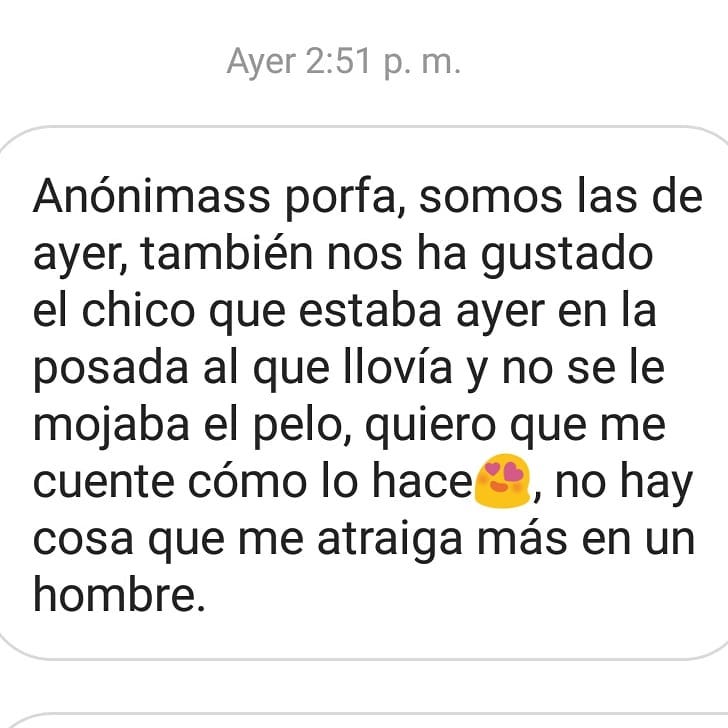 Ayer 2:51 p. m.
Anónimass porfa, somos las de
ayer, también nos ha gustado
el chico que estaba ayer en la
posada al que llovía y no se le
mojaba el pelo, quiero que me
cuente cómo lo hace😍, no hay
cosa que me atraiga más en un
hombre.